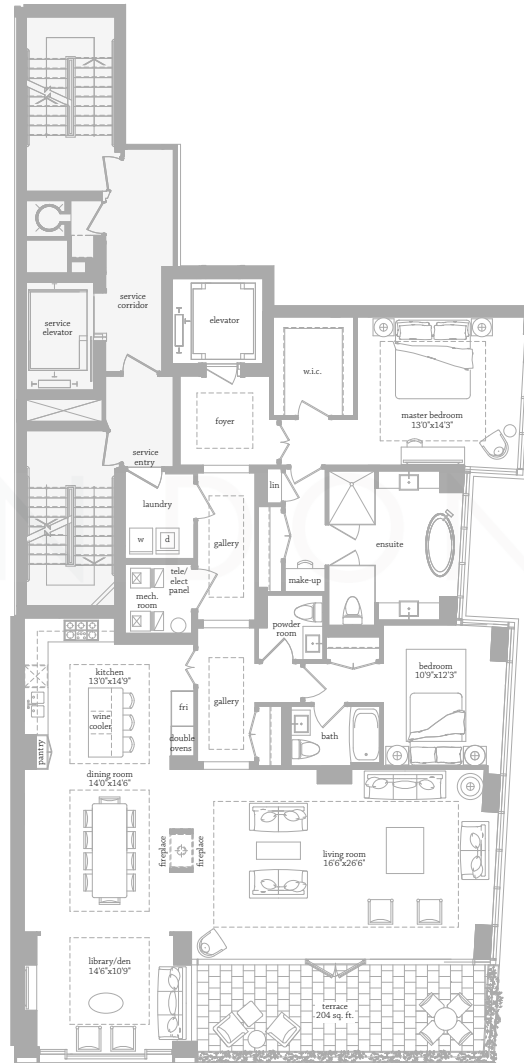 service
corridor
service
elevator
elevator
w.i.c.
master bedroom
13'0"x14'3"
foyer
service
entry
lin
laundry
w
d
gallery
ensuite
tele/
elect
panel
make-up
mech.
room
powder
room
kitchen
13'0"x14'9"
bedroom
10'9"x12'3"
fri
gallery
wine
cooler
bath
double
ovens
pantry
dining room
14'0"x14'6"
fireplace
fireplace
living room
16'6"x26'6"
library/den
14'6"x10'9"
terrace
204 sq. ft.